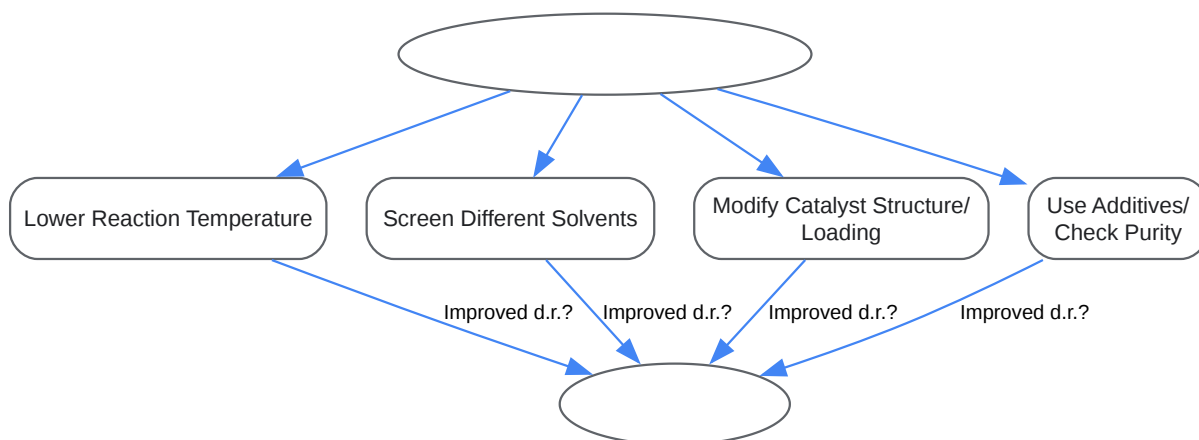 Lower Reaction Temperature
Screen Different Solvents
Modify Catalyst Structure/
Loading
Use Additives/
Check Purity
Improved d.r.?
Improved d.r.?
Improved d.r.?
Improved d.r.?